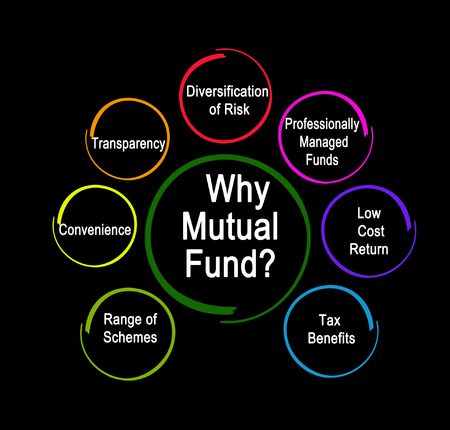 Why
Mutual
Fund?
Diversification
of Risk
Professionally
Managed
Funds
Low
Cost
Return
Tax
Benefits
Range of
Schemes
Convenience
Transparency